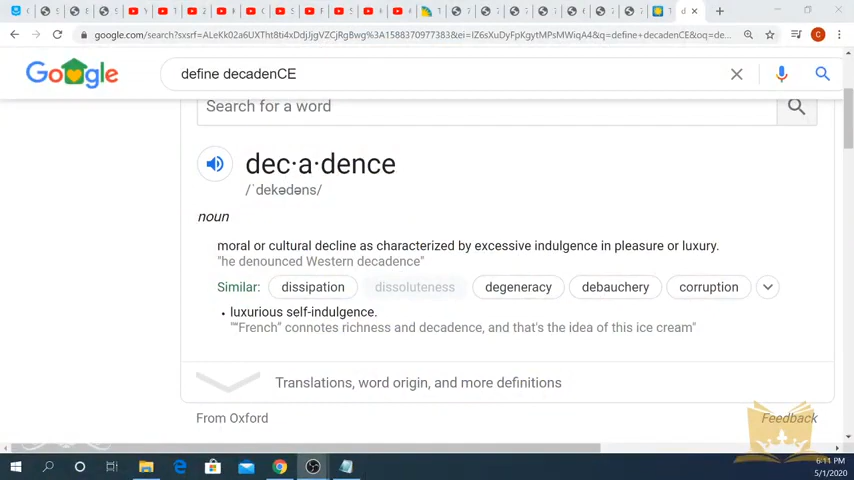 google.com/search?sxsrf=ALeKk02a6UXTht8ti4xDdjJjgVZCjRgBwg%3A1588370977383&ei=IZ6sXuDyFpKgytMPsMWiqA4&q=define+decadenCE&oq=de...
C
Google
define decadenCE
Search for a word
dec·a·dence
/ˈdekədəns/
noun
moral or cultural decline as characterized by excessive indulgence in pleasure or luxury.
"he denounced Western decadence"
Similar: dissipation dissoluteness degeneracy debauchery corruption
• luxurious self-indulgence.
"“French” connotes richness and decadence, and that's the idea of this ice cream"
Translations, word origin, and more definitions
From Oxford
Feedback
6:11 PM
5/1/2020